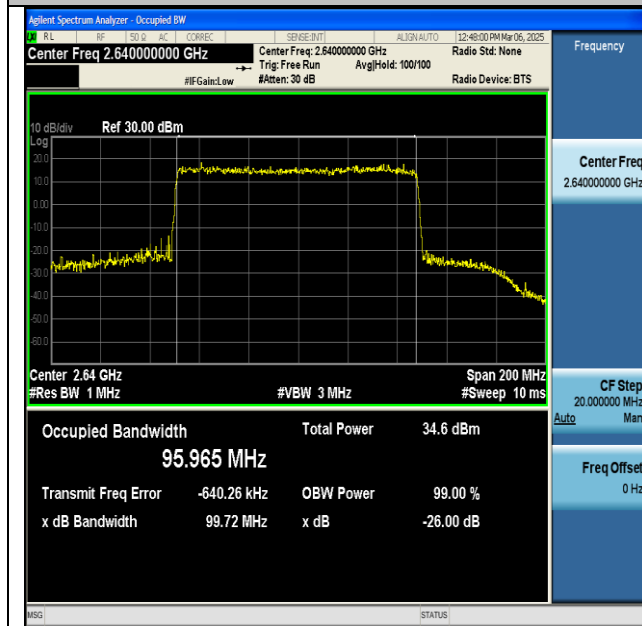 Agilent Spectrum Analyzer - Occupied BW
RL RF 50 Ω AC CORREC SENSE:INT ALIGN AUTO 12:48:00 PM Mar 06, 2025
Center Freq 2.640000000 GHz Center Freq: 2.640000000 GHz Radio Std: None
Trig: Free Run Avg|Hold: 100/100
#IFGain:Low #Atten: 30 dB Radio Device: BTS
Frequency
10 dB/div Ref 30.00 dBm
Log
20.0
10.0
0.00
-10.0
-20.0
-30.0
-40.0
-50.0
-60.0
Center 2.64 GHz Span 200 MHz
#Res BW 1 MHz #VBW 3 MHz #Sweep 10 ms
Occupied Bandwidth Total Power 34.6 dBm
95.965 MHz
Transmit Freq Error -640.26 kHz OBW Power 99.00 %
x dB Bandwidth 99.72 MHz x dB -26.00 dB
Center Freq
2.640000000 GHz
CF Step
20.000000 MHz
Auto Man
Freq Offset
0 Hz
MSG STATUS